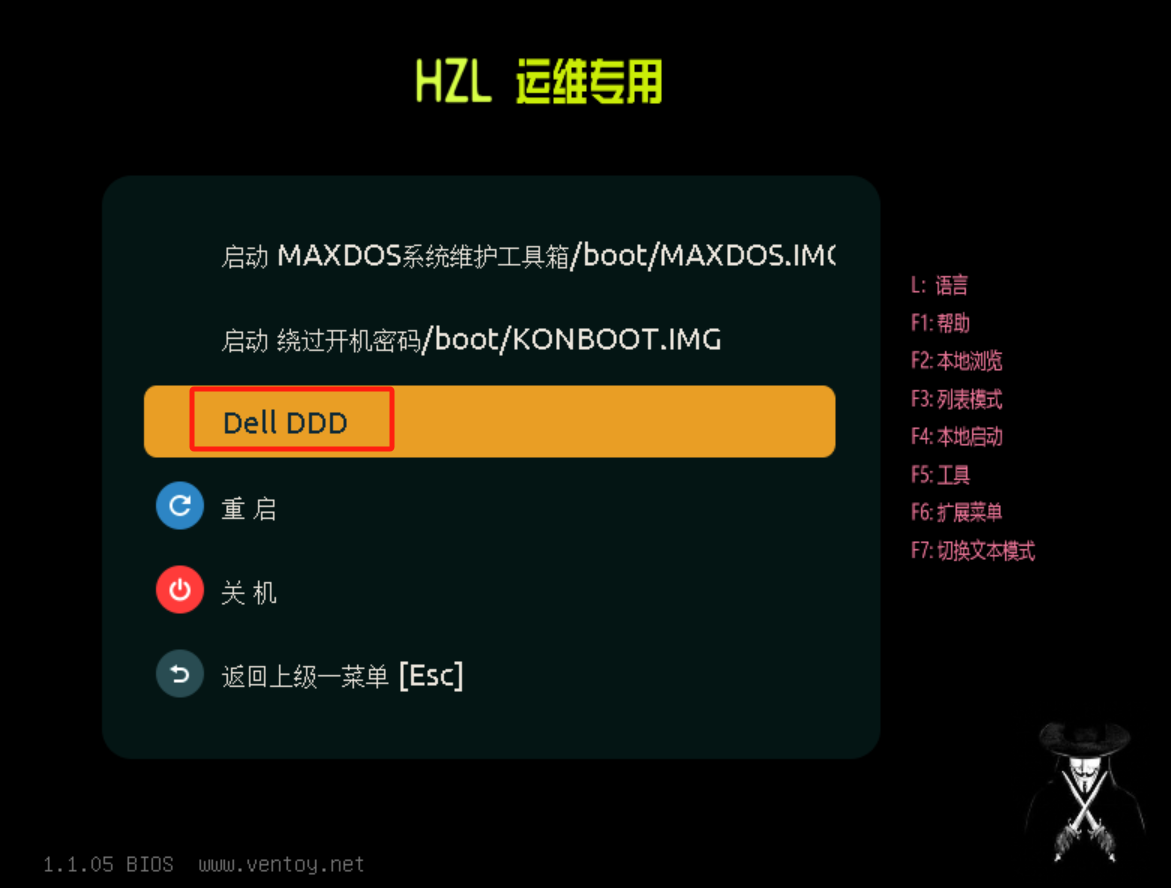 HZL 运维专用
启动 MAXDOS系统维护工具箱/boot/MAXDOS.IM
启动 绕过开机密码/boot/KONBOOT.IMG
Dell DDD
重 启
关 机
返回上级一菜单 [Esc]
L: 语言
F1: 帮助
F2: 本地浏览
F3: 列表模式
F4: 本地启动
F5: 工具
F6: 扩展菜单
F7: 切换文本模式
1.1.05 BIOS www.ventoy.net